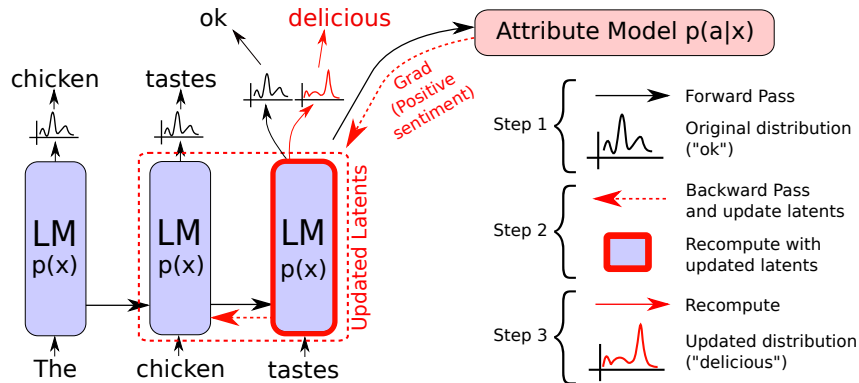 ok
delicious
Attribute Model p(a|x)
chicken
tastes
Grad
(Positive
sentiment)
LM
p(x)
LM
p(x)
LM
p(x)
Updated Latents
The
chicken
tastes
Step 1
Forward Pass
Original distribution
("ok")
Step 2
Backward Pass
and update latents
Recompute with
updated latents
Step 3
Recompute
Updated distribution
("delicious")